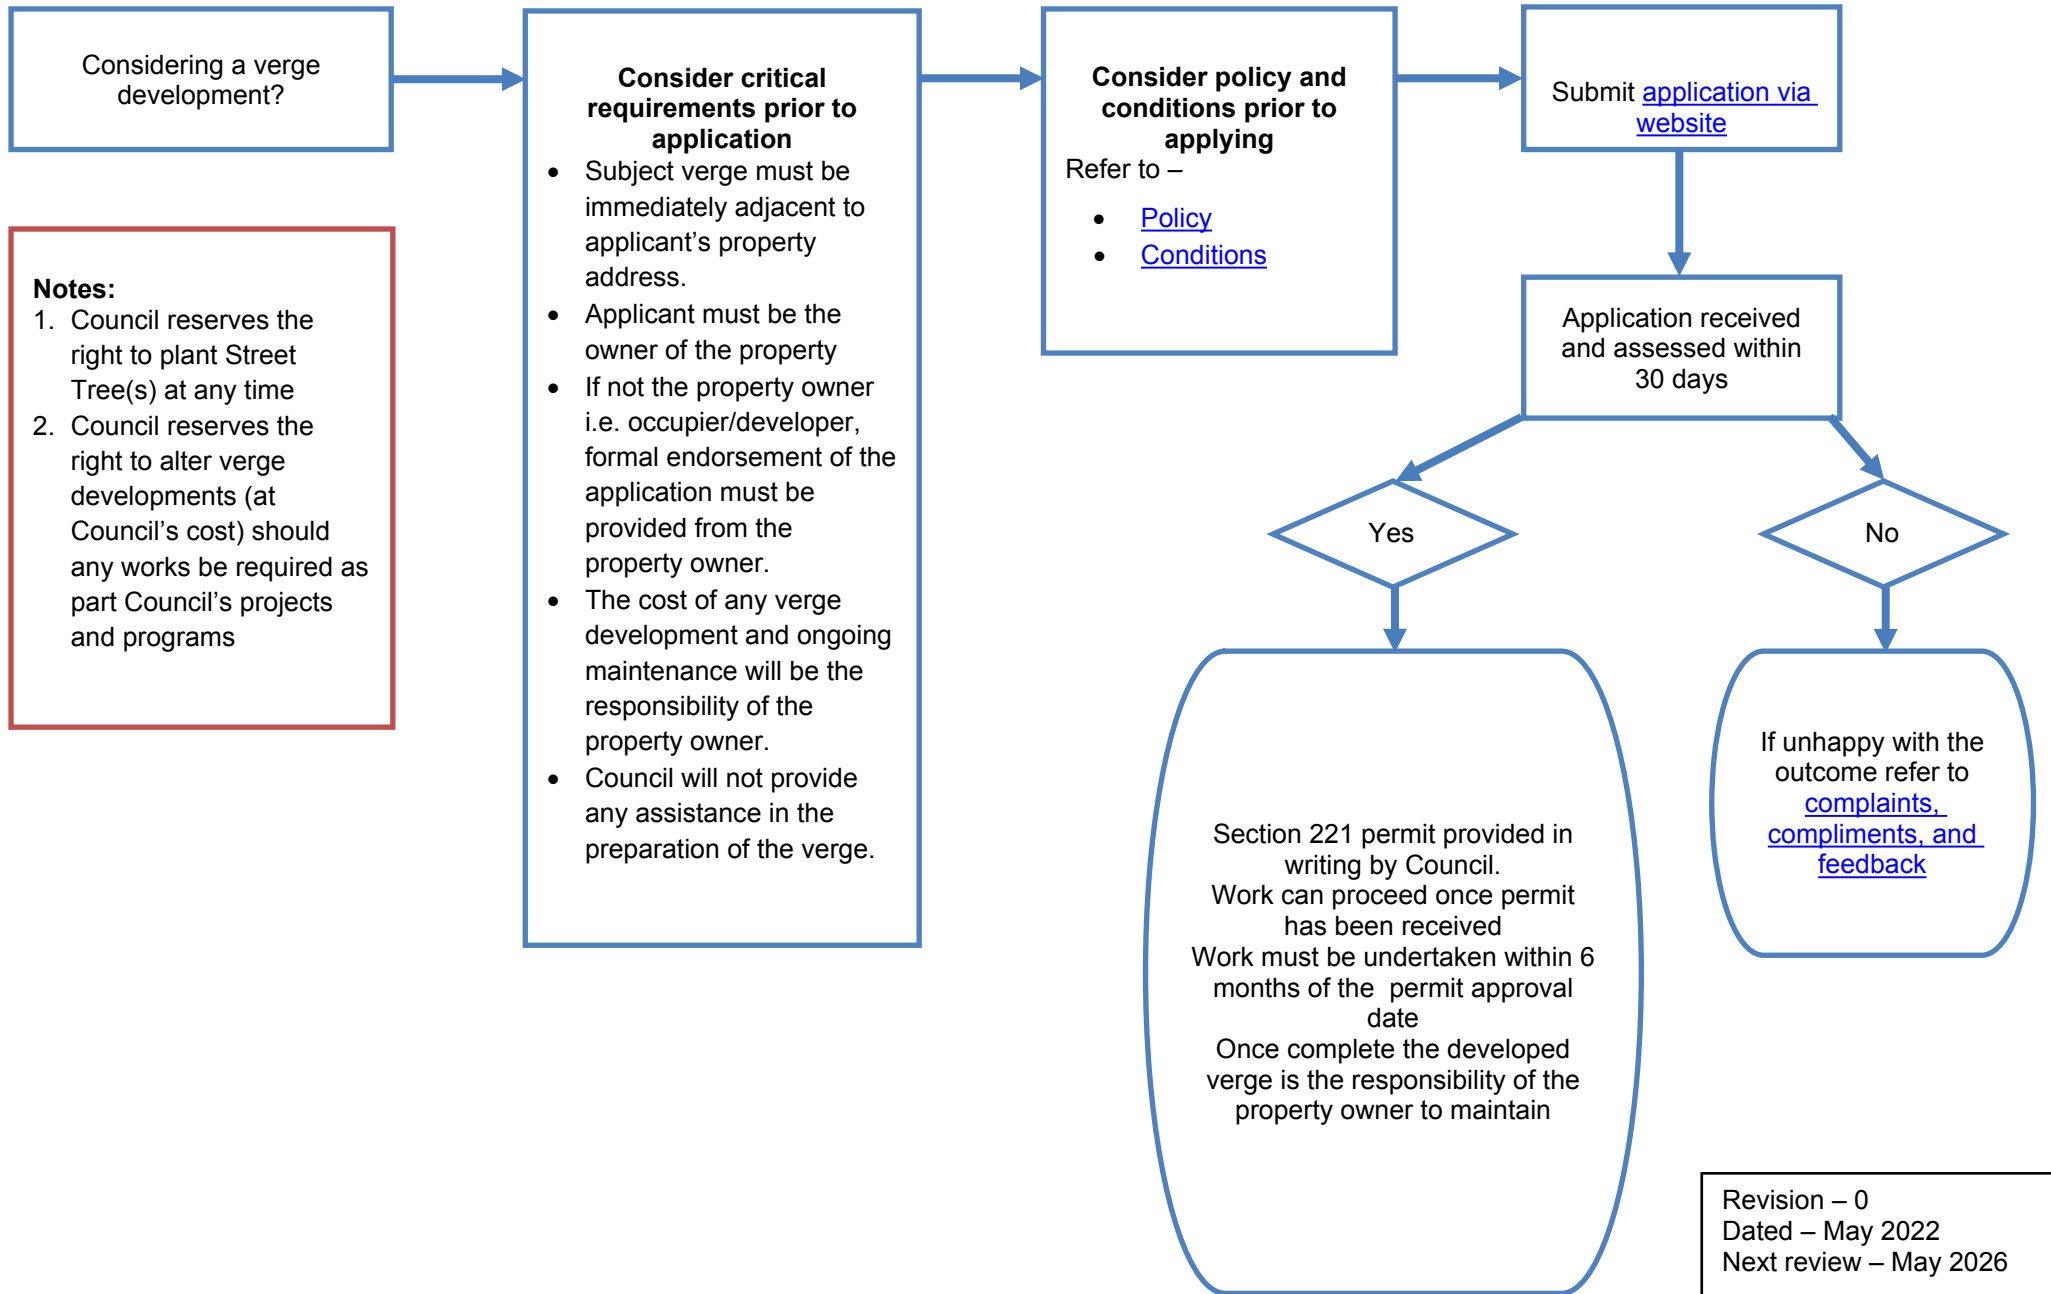 Considering a verge
development?
Notes:
1. Council reserves the
right to plant Street
Tree(s) at any time
2. Council reserves the
right to alter verge
developments (at
Council’s cost) should
any works be required as
part Council’s projects
and programs
Consider critical
requirements prior to
application
• Subject verge must be
immediately adjacent to
applicant’s property
address.
• Applicant must be the
owner of the property
• If not the property owner
i.e. occupier/developer,
formal endorsement of the
application must be
provided from the
property owner.
• The cost of any verge
development and ongoing
maintenance will be the
responsibility of the
property owner.
• Council will not provide
any assistance in the
preparation of the verge.
Consider policy and
conditions prior to
applying
Refer to –
• Policy
• Conditions
Submit application via
website
Application received
and assessed within
30 days
Yes
No
Section 221 permit provided in
writing by Council.
Work can proceed once permit
has been received
Work must be undertaken within 6
months of the  permit approval
date
Once complete the developed
verge is the responsibility of the
property owner to maintain
If unhappy with the
outcome refer to
complaints,
compliments, and
feedback
Revision – 0
Dated – May 2022
Next review – May 2026